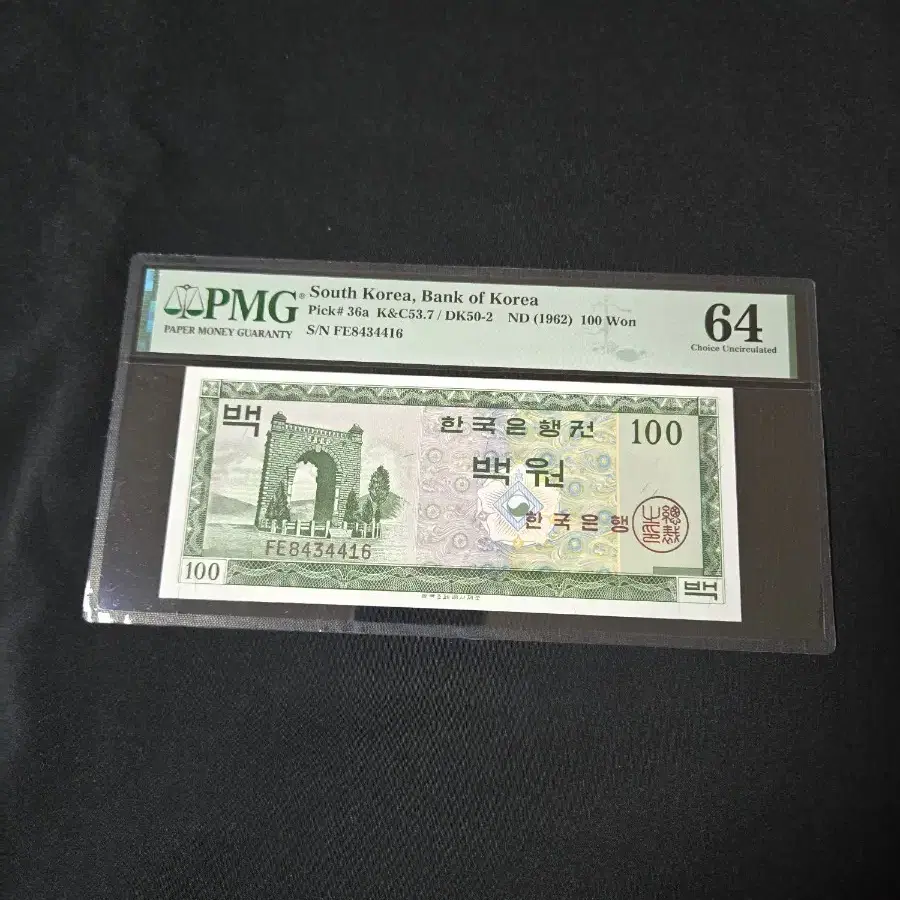 PMG®
PAPER MONEY GUARANTY
South Korea, Bank of Korea
Pick# 36a K&C53.7 / DK50-2 ND (1962) 100 Won
S/N FE8434416
64
Choice Uncirculated
백
한국은행권
100
백원
한국은행
FE8434416
100
백